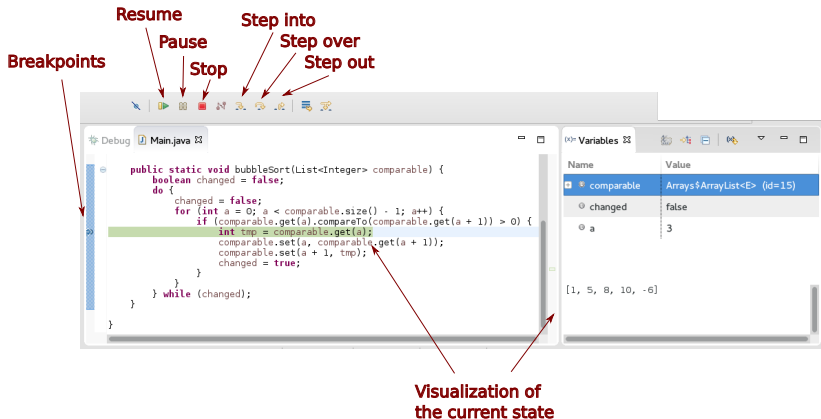 Resume
Pause
Stop
Step into
Step over
Step out
Breakpoints
Debug
Main.java
public static void bubbleSort(List<Integer> comparable) {
boolean changed = false;
do {
changed = false;
for (int a = 0; a < comparable.size() - 1; a++) {
if (comparable.get(a).compareTo(comparable.get(a + 1)) > 0) {
int tmp = comparable.get(a);
comparable.set(a, comparable.get(a + 1));
comparable.set(a + 1, tmp);
changed = true;
}
}
} while (changed);
}
}
(x)= Variables
Name Value
comparable Arrays$ArrayList<E> (id=15)
changed false
a 3
[1, 5, 8, 10, -6]
Visualization of
the current state